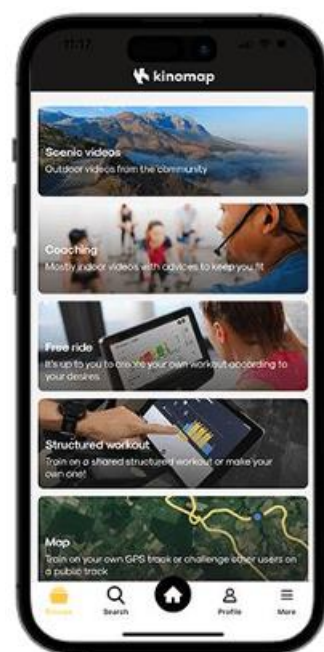 11:17
kinomap
Scenic videos
Outdoor videos from the community
Coaching
Mostly indoor videos with advices to keep you fit
Free ride
It's up to you to create your own workout according to
your desires
Structured workout
Train on a shared structured workout or make your
own one!
Map
Train on your own GPS track or challenge other users on
a public track
Search
Profile
More